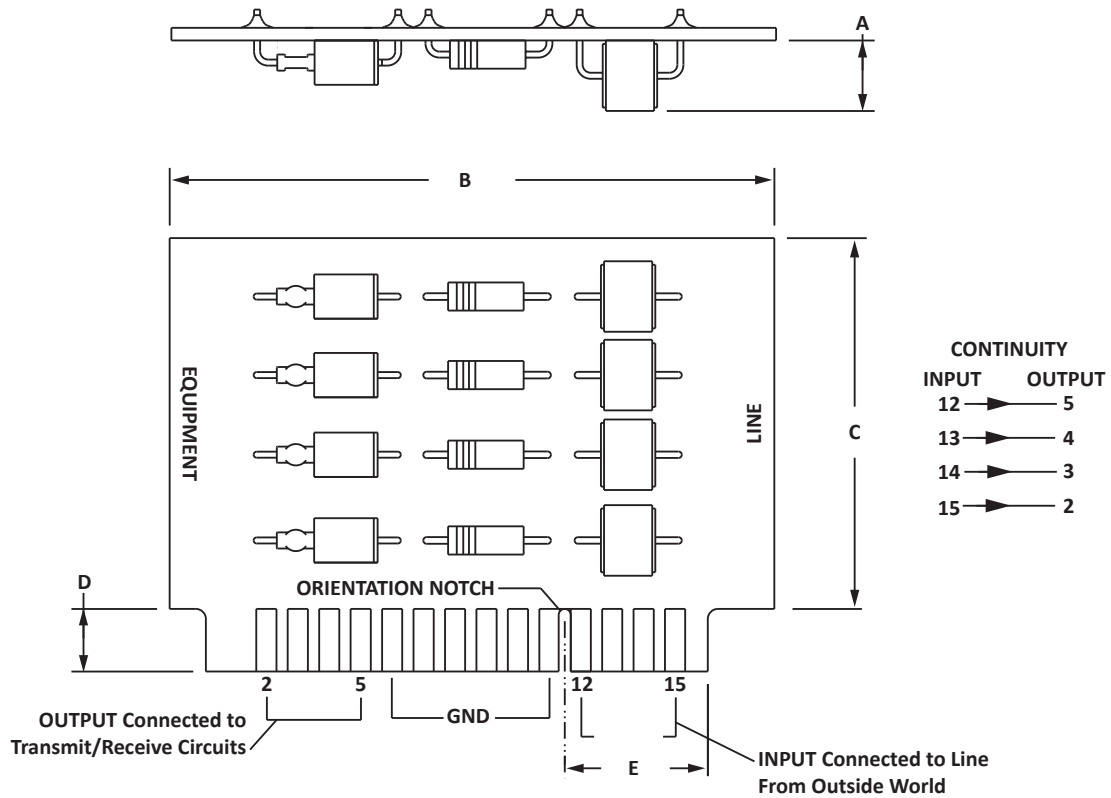 A
B
EQUIPMENT
LINE
C
CONTINUITY
INPUT OUTPUT
12 5
13 4
14 3
15 2
D
ORIENTATION NOTCH
2 5 12 15
GND
OUTPUT Connected to
Transmit/Receive Circuits
E
INPUT Connected to Line
From Outside World